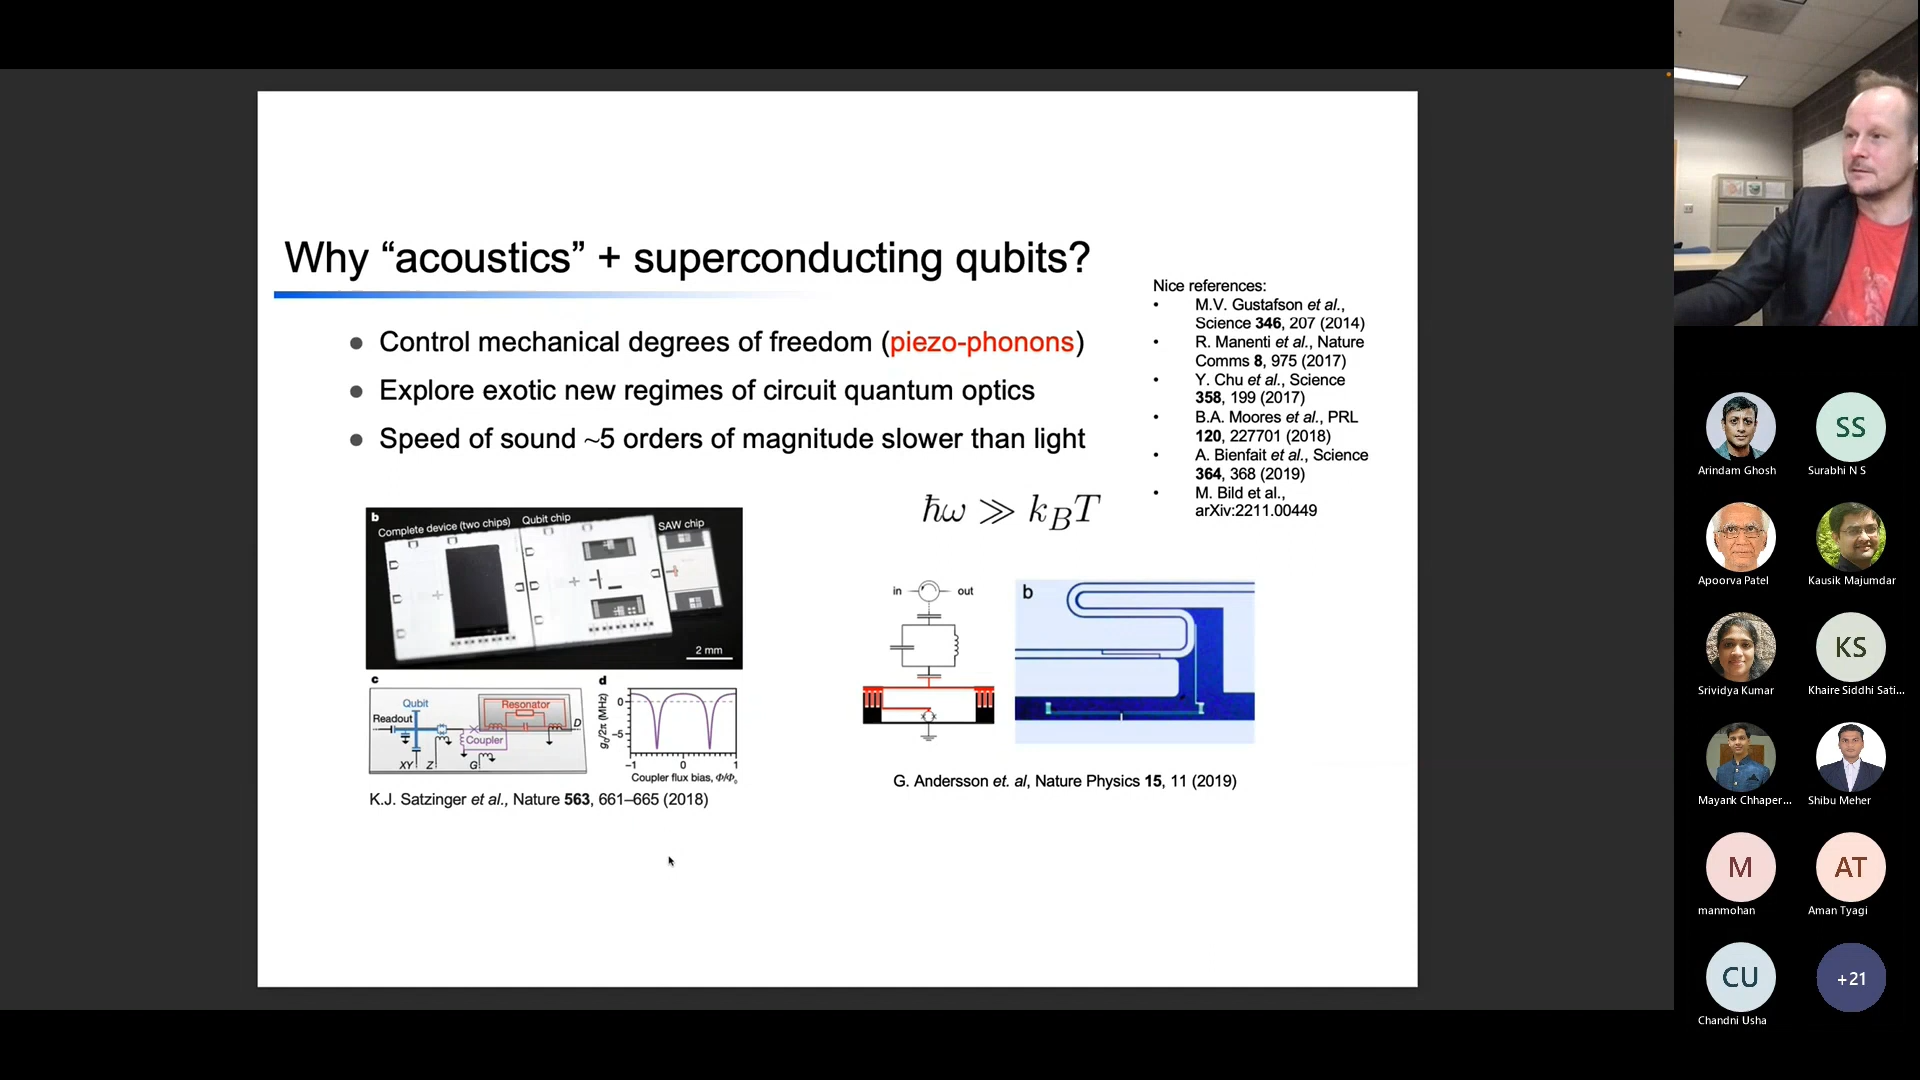 Why “acoustics” + superconducting qubits?
● Control mechanical degrees of freedom (piezo-phonons)
● Explore exotic new regimes of circuit quantum optics
● Speed of sound ~5 orders of magnitude slower than light
Nice references:
• M.V. Gustafson et al.,
Science 346, 207 (2014)
• R. Manenti et al., Nature
Comms 8, 975 (2017)
• Y. Chu et al., Science
358, 199 (2017)
• B.A. Moores et al., PRL
120, 227701 (2018)
• A. Bienfait et al., Science
364, 368 (2019)
• M. Bild et al.,
arXiv:2211.00449
ħω ≫ k_B T
b
Complete device (two chips)
Qubit chip
SAW chip
2 mm
c
Qubit
Readout
Resonator
D
Coupler
XY
Z
G
d
g₀/2π (MHz)
0
−5
−1 0 1
Coupler flux bias, Φ/Φ₀
K.J. Satzinger et al., Nature 563, 661–665 (2018)
in
out
b
G. Andersson et. al, Nature Physics 15, 11 (2019)
Arindam Ghosh
SS
Surabhi N S
Apoorva Patel
Kausik Majumdar
Srividya Kumar
KS
Khaire Siddhi Sati...
Mayank Chhaper...
Shibu Meher
M
manmohan
AT
Aman Tyagi
CU
Chandni Usha
+21